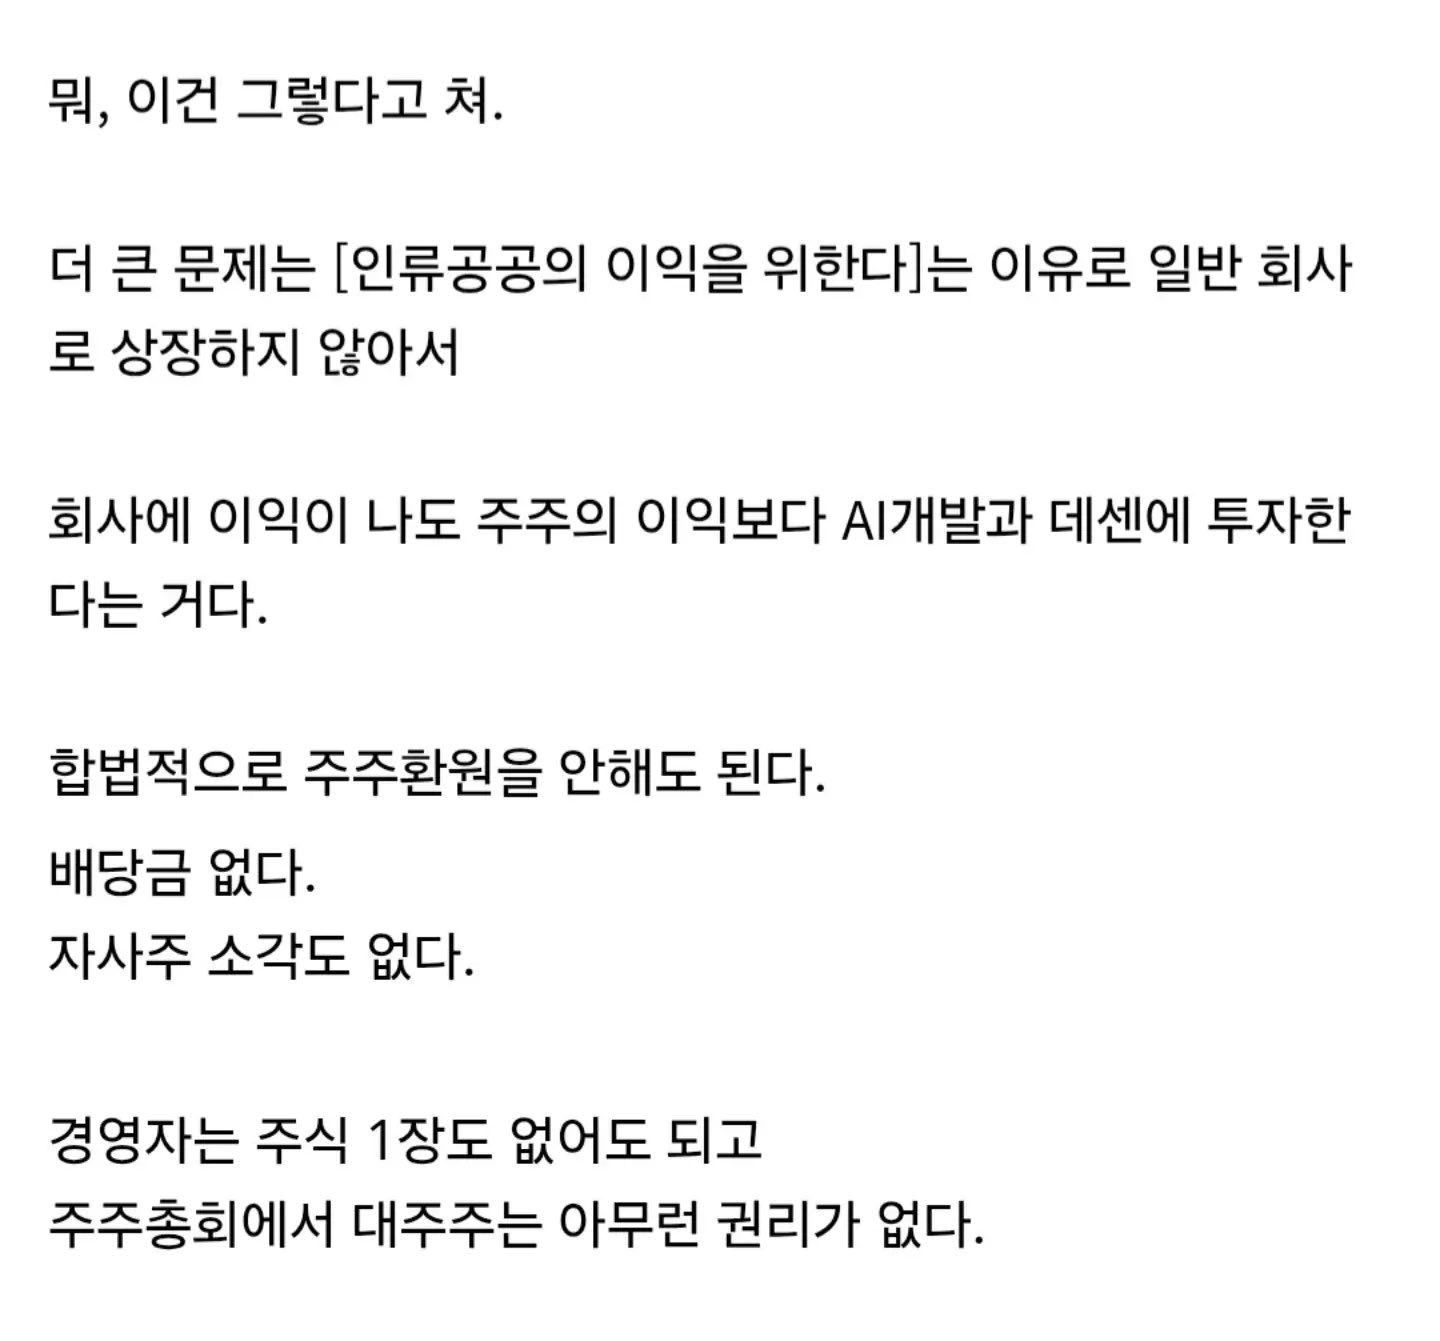 뭐, 이건 그렇다고 쳐.
더 큰 문제는 [인류공공의 이익을 위한다]는 이유로 일반 회사
로 상장하지 않아서
회사에 이익이 나도 주주의 이익보다 AI개발과 데센에 투자한
다는 거다.
합법적으로 주주환원을 안해도 된다.
배당금 없다.
자사주 소각도 없다.
경영자는 주식 1장도 없어도 되고
주주총회에서 대주주는 아무런 권리가 없다.